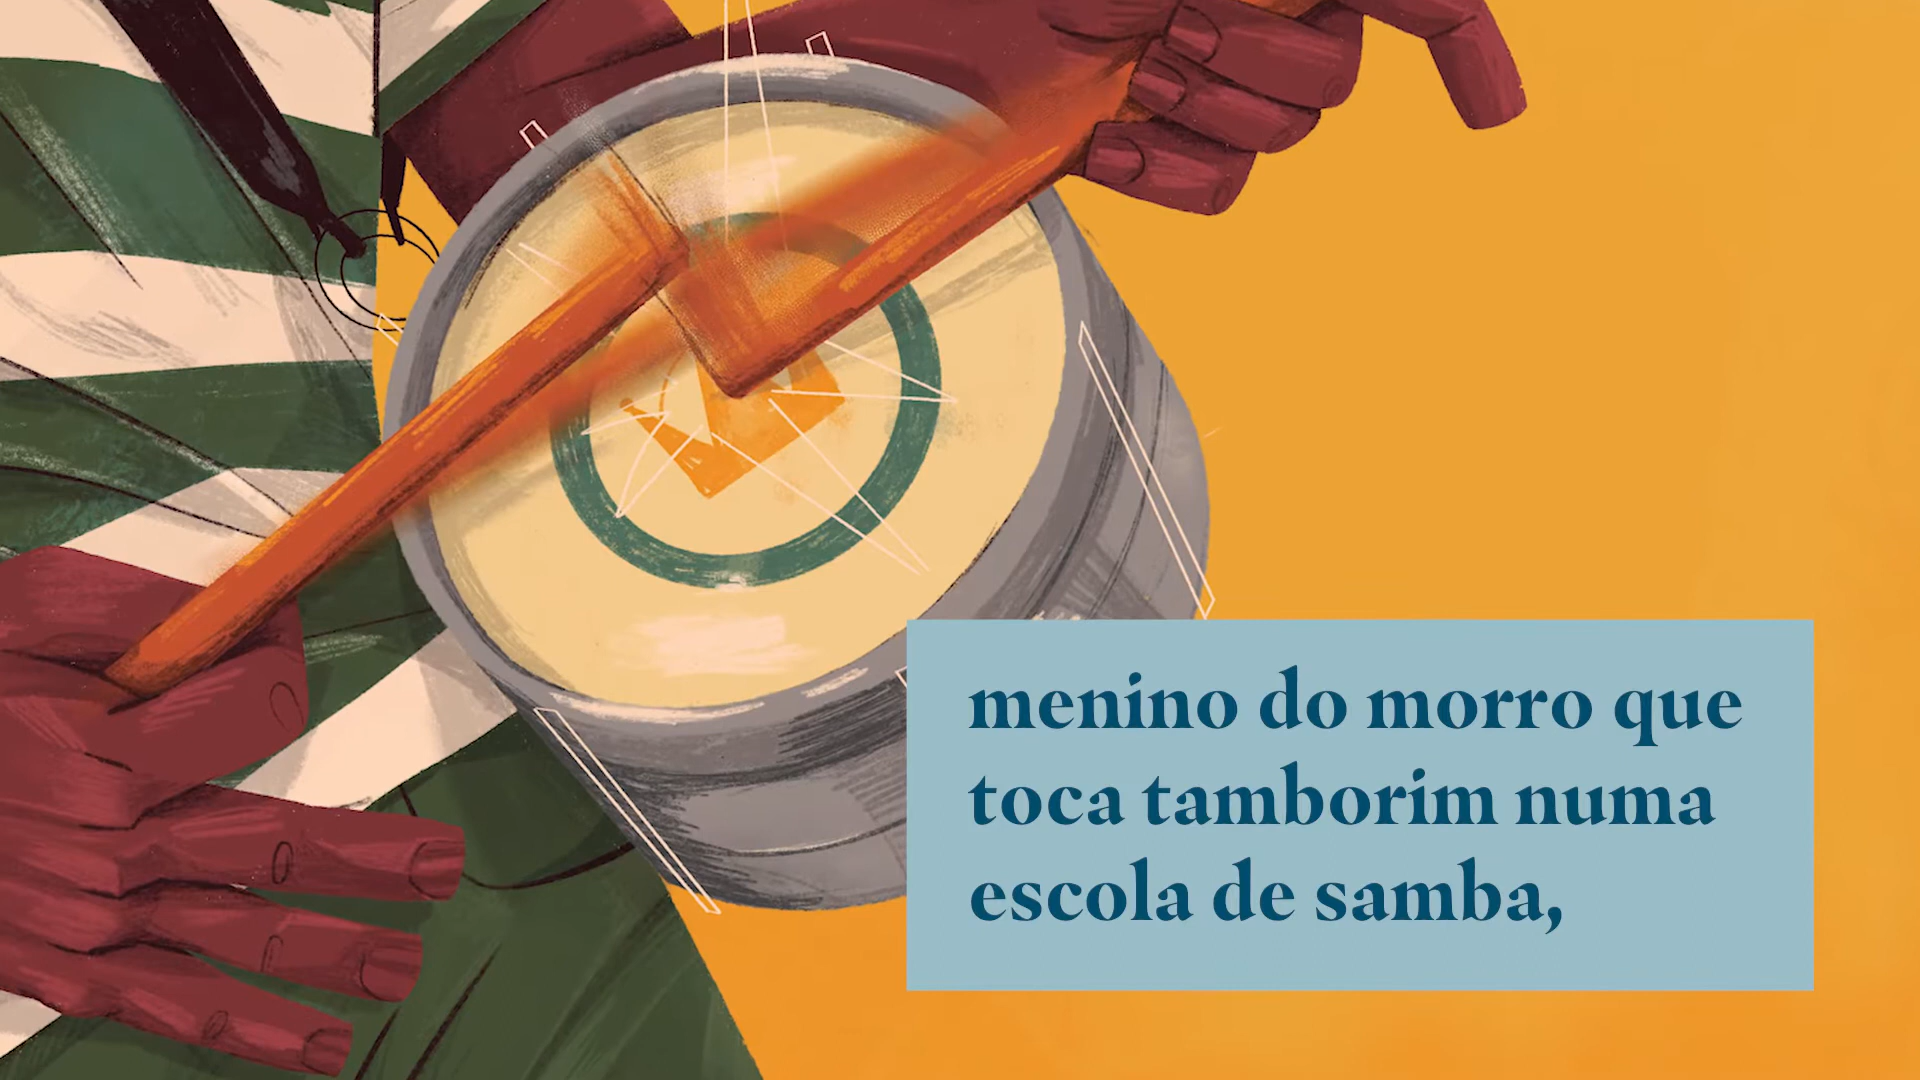 menino do morro que
toca tamborim numa
escola de samba,